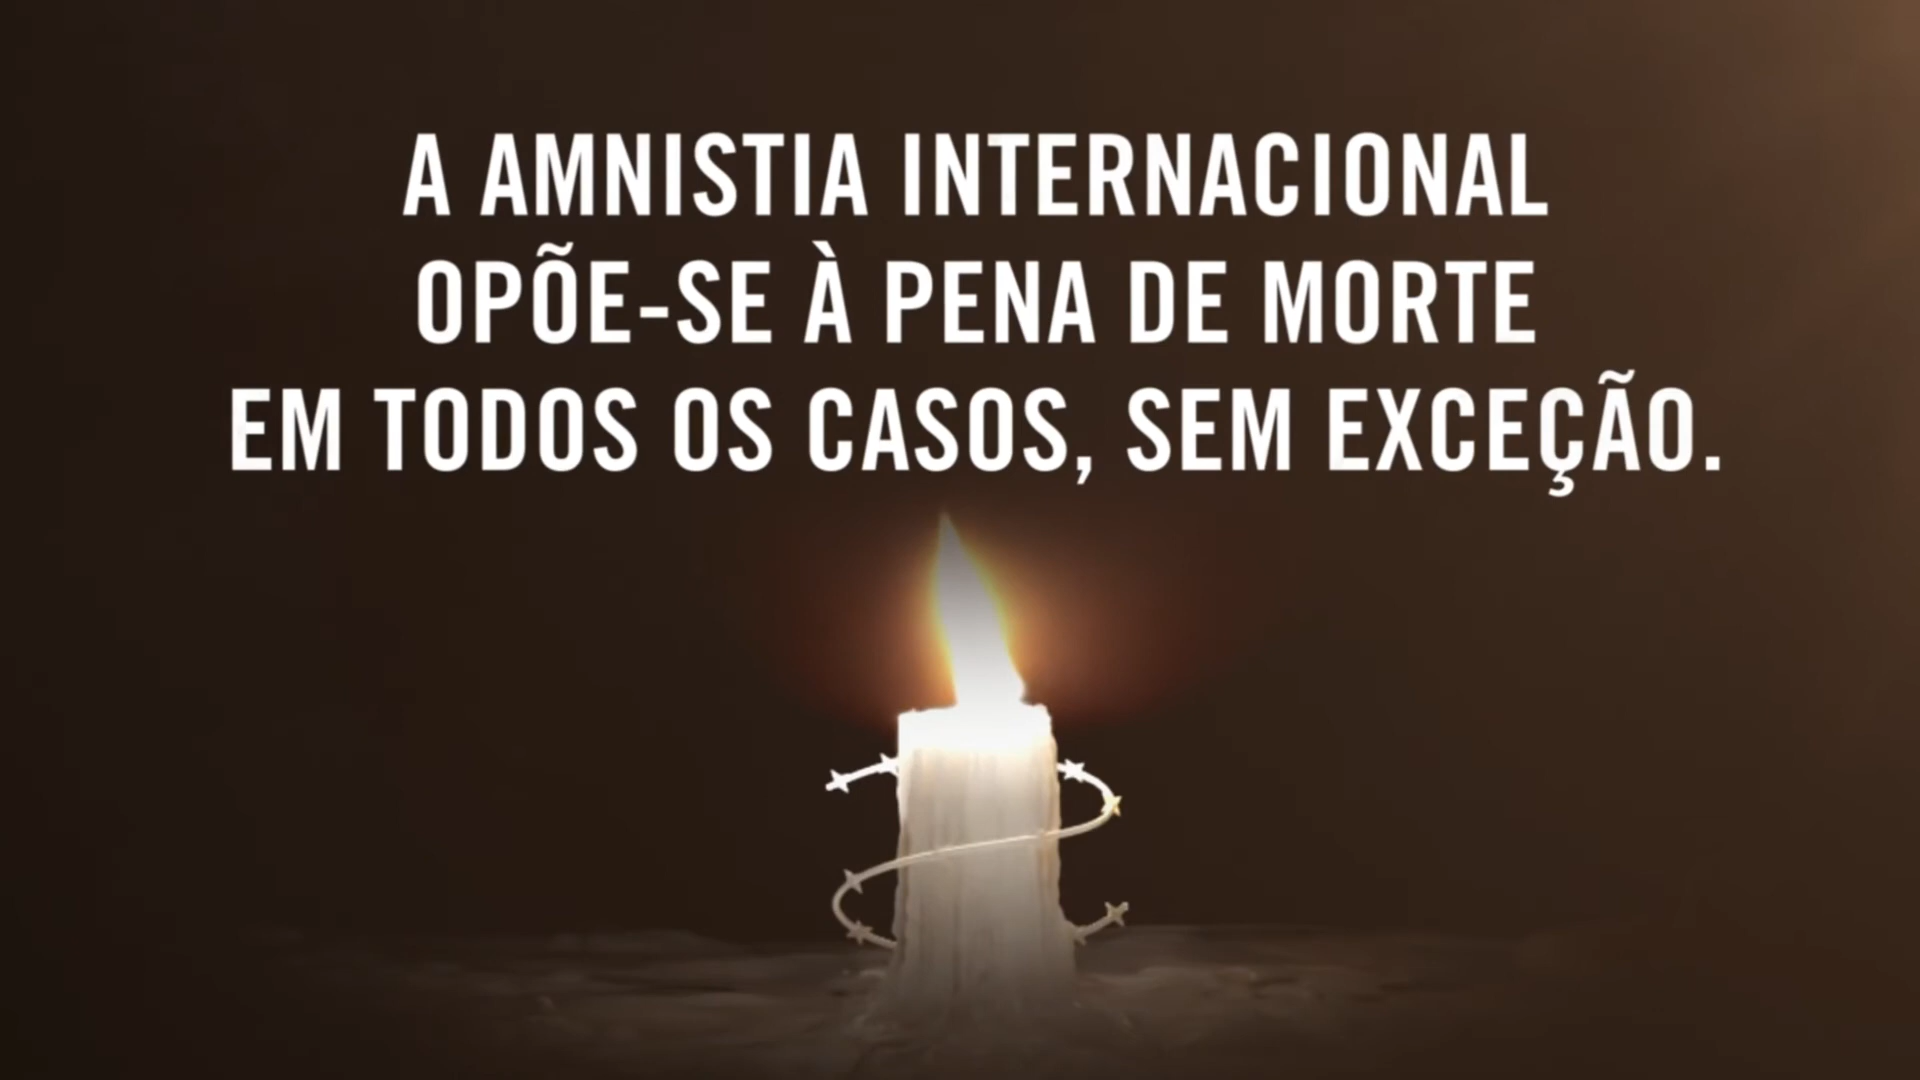 A AMNISTIA INTERNACIONAL
OPÕE-SE À PENA DE MORTE
EM TODOS OS CASOS, SEM EXCEÇÃO.